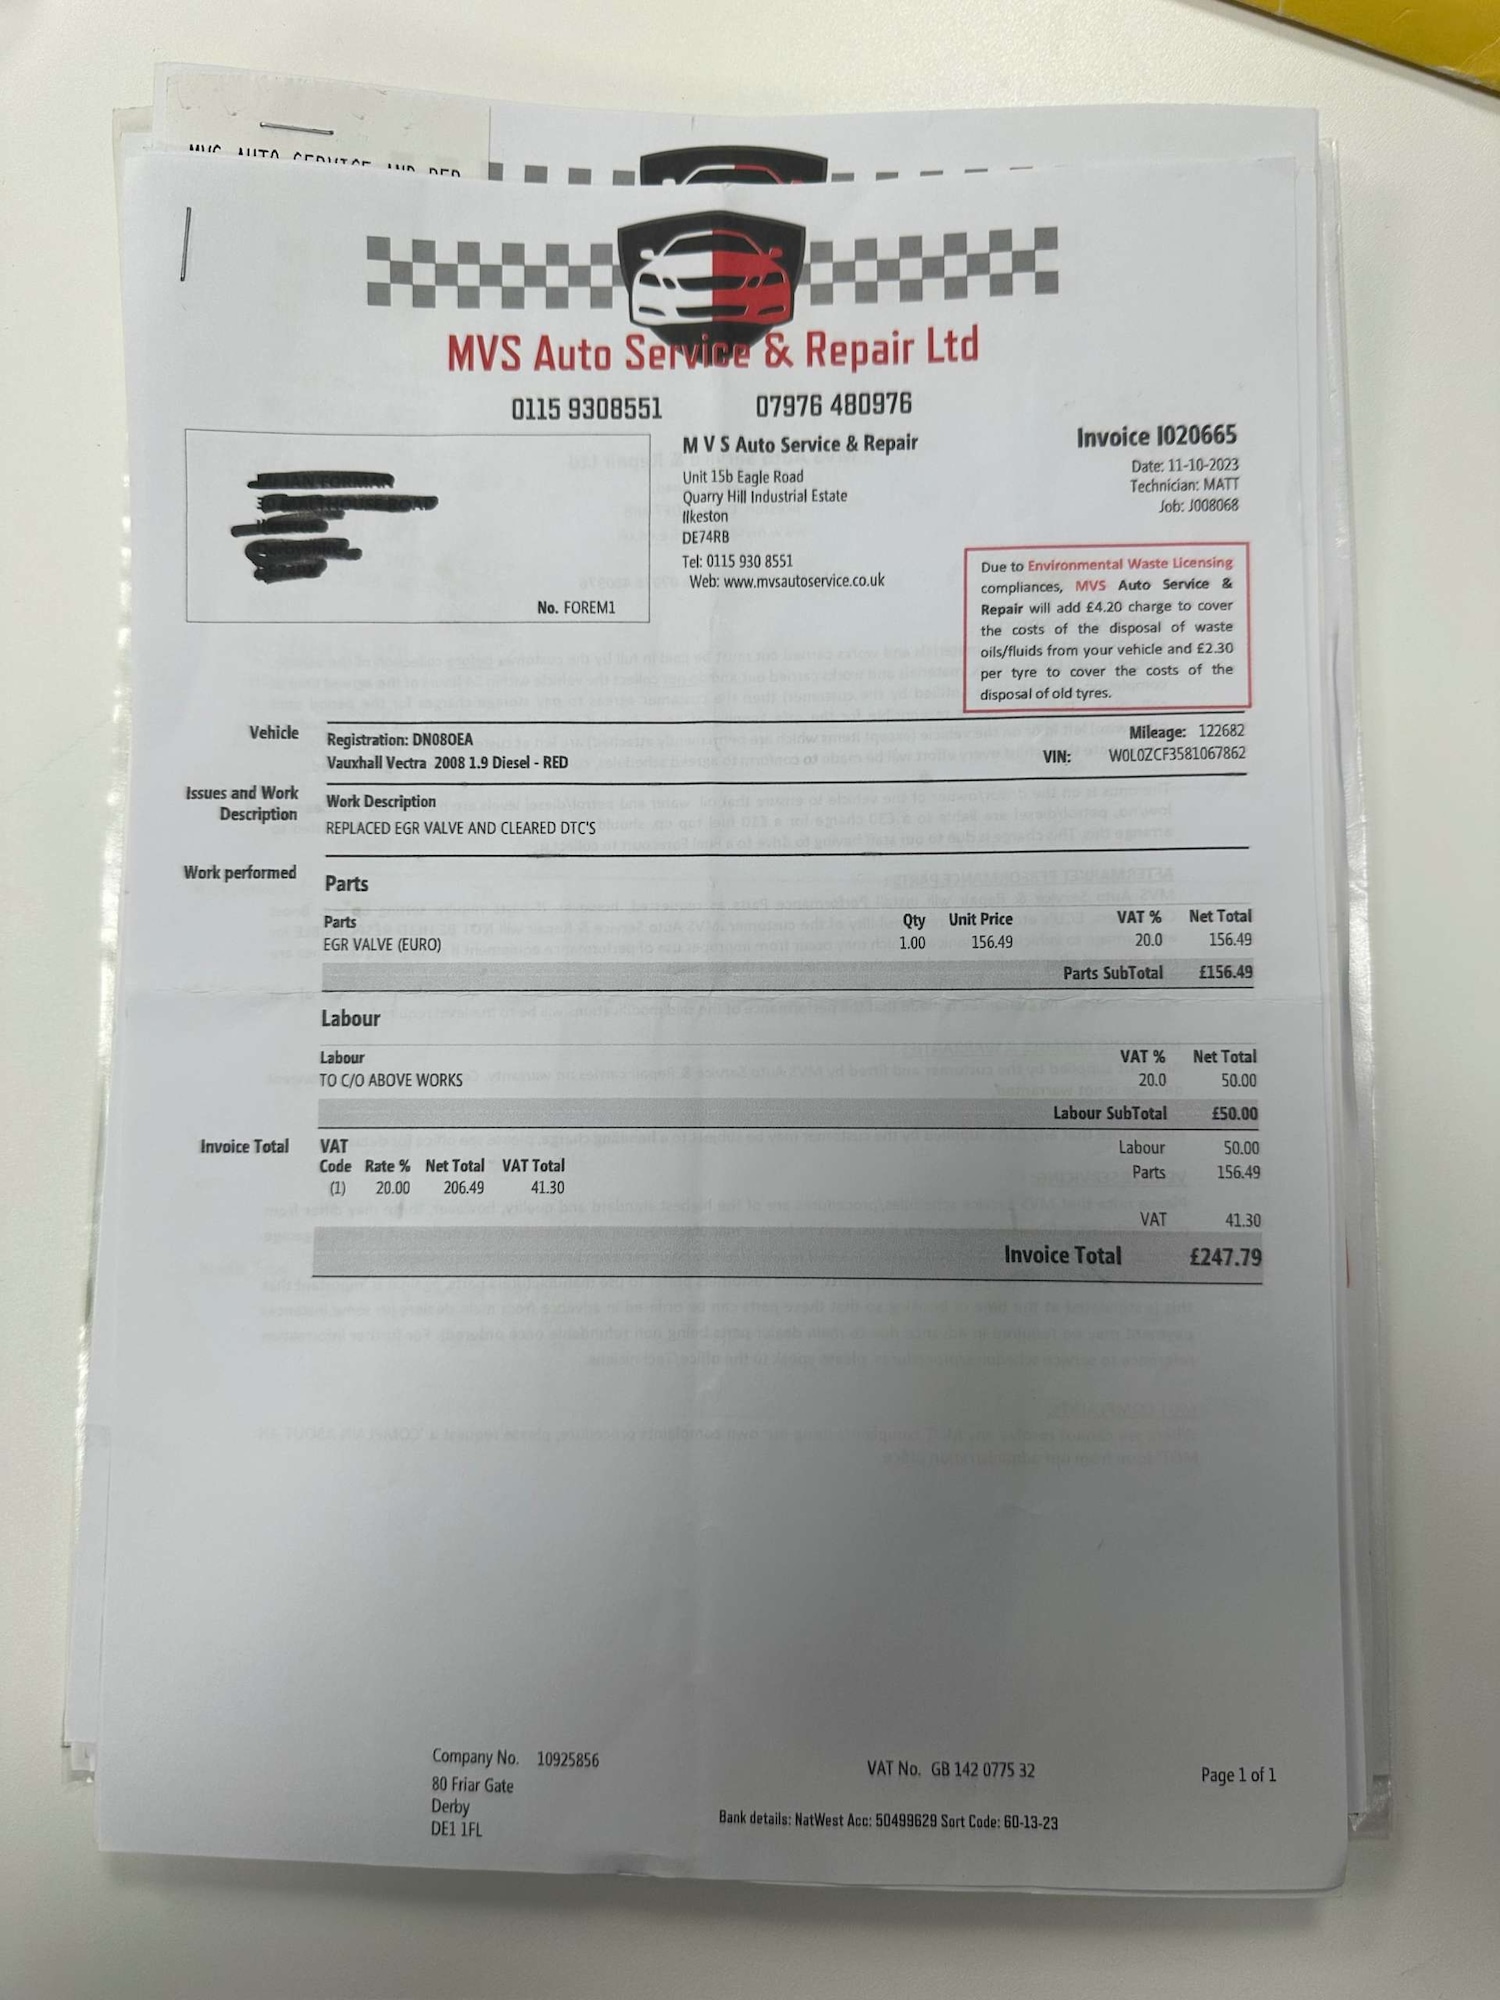 MVS Auto Service & Repair Ltd
0115 9308551 07976 480976
No. FOREM1
M V S Auto Service & Repair
Unit 15b Eagle Road
Quarry Hill Industrial Estate
Ilkeston
DE74RB
Tel: 0115 930 8551
Web: www.mvsautoservice.co.uk
Invoice I020665
Date: 11-10-2023
Technician: MATT
Job: J008068
Due to Environmental Waste Licensing
compliances, MVS Auto Service &
Repair will add £4.20 charge to cover
the costs of the disposal of waste
oils/fluids from your vehicle and £2.30
per tyre to cover the costs of the
disposal of old tyres.
Vehicle
Registration: DN08OEA Mileage: 122682
Vauxhall Vectra 2008 1.9 Diesel - RED VIN: W0L0ZCF3581067862
Issues and Work
Description
Work Description
REPLACED EGR VALVE AND CLEARED DTC'S
Work performed
Parts
Parts Qty Unit Price VAT % Net Total
EGR VALVE (EURO) 1.00 156.49 20.0 156.49
Parts SubTotal £156.49
Labour
Labour VAT % Net Total
TO C/O ABOVE WORKS 20.0 50.00
Labour SubTotal £50.00
Invoice Total
VAT Labour 50.00
Code Rate % Net Total VAT Total Parts 156.49
(1) 20.00 206.49 41.30
VAT 41.30
Invoice Total £247.79
Company No. 10925856
80 Friar Gate
Derby
DE1 1FL
VAT No. GB 142 0775 32
Bank details: NatWest Acc: 50499629 Sort Code: 60-13-23
Page 1 of 1